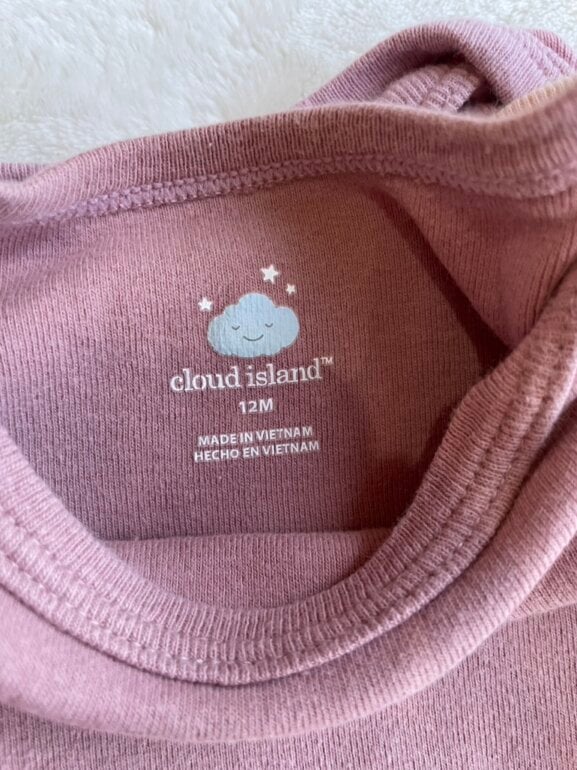 cloud island™
12M
MADE IN VIETNAM
HECHO EN VIETNAM